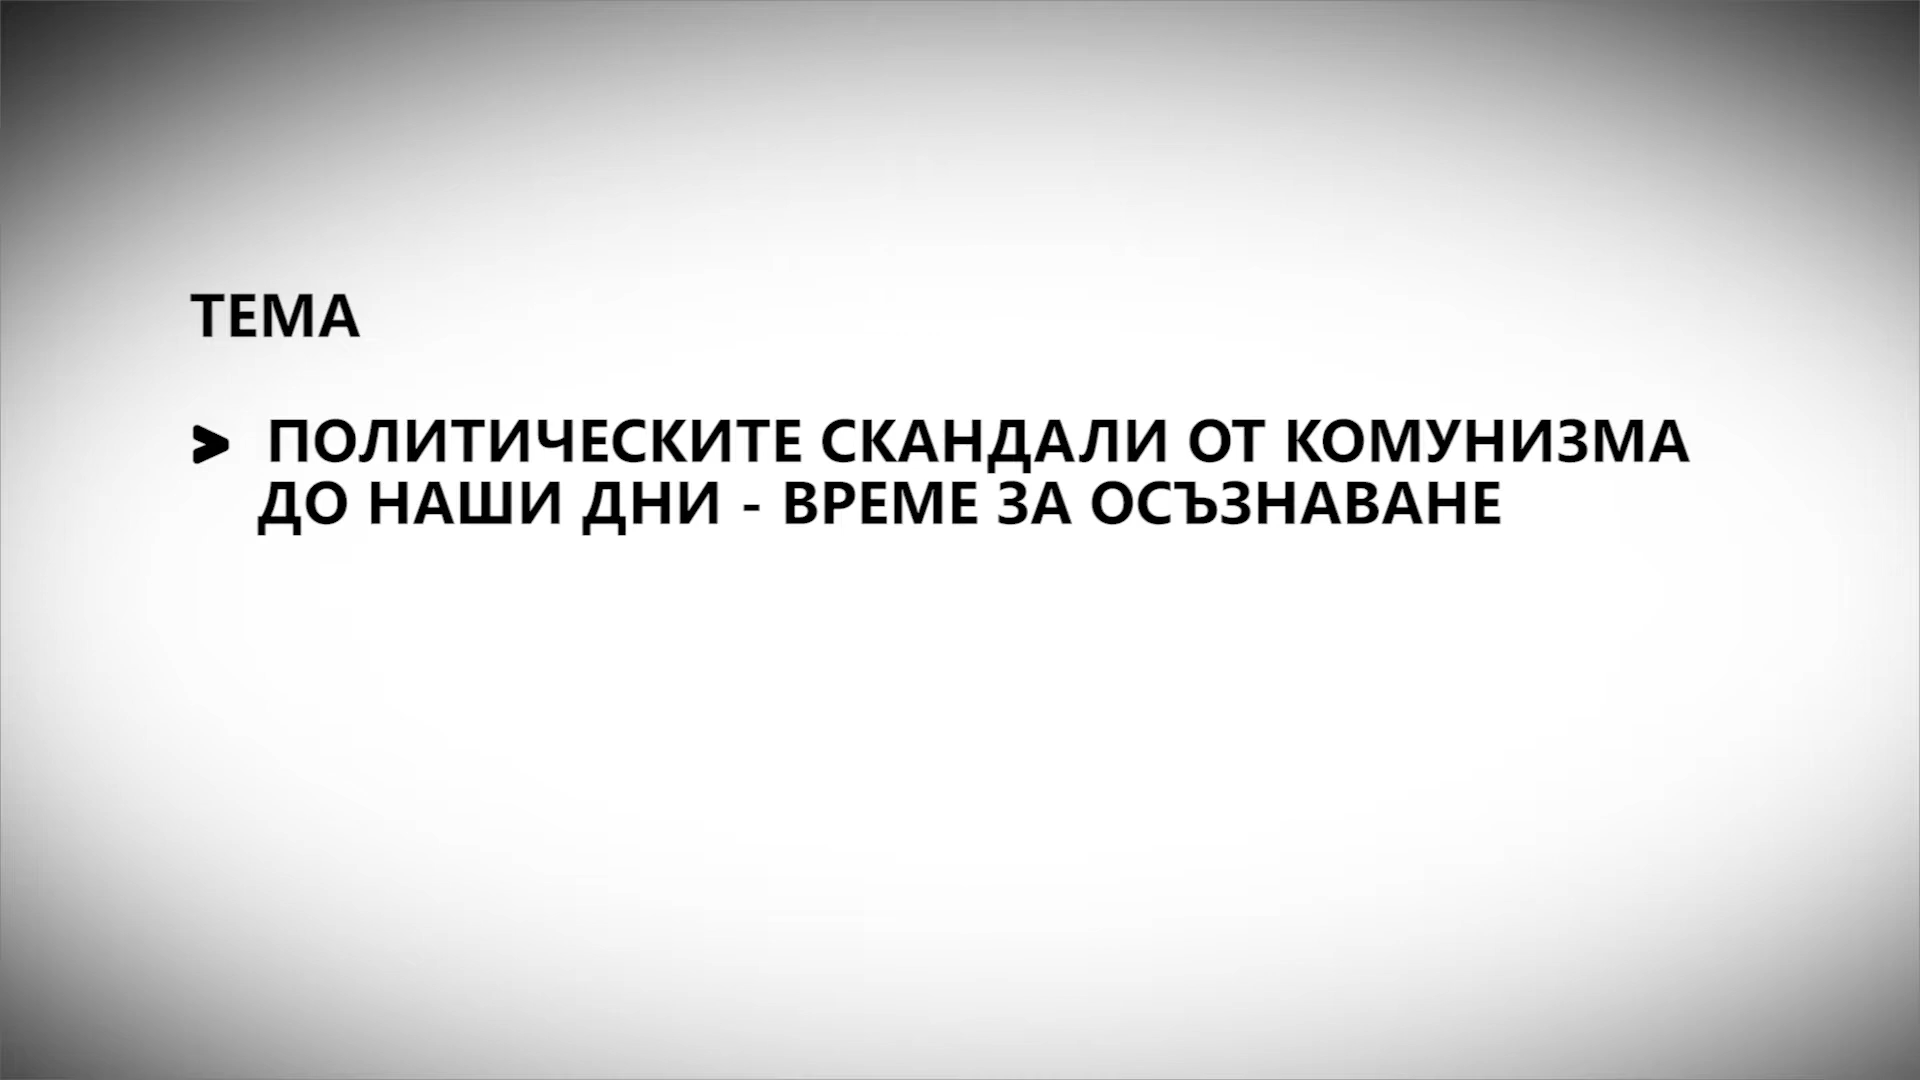 ТЕМА
> ПОЛИТИЧЕСКИТЕ СКАНДАЛИ ОТ КОМУНИЗМА
ДО НАШИ ДНИ - ВРЕМЕ ЗА ОСЪЗНАВАНЕ